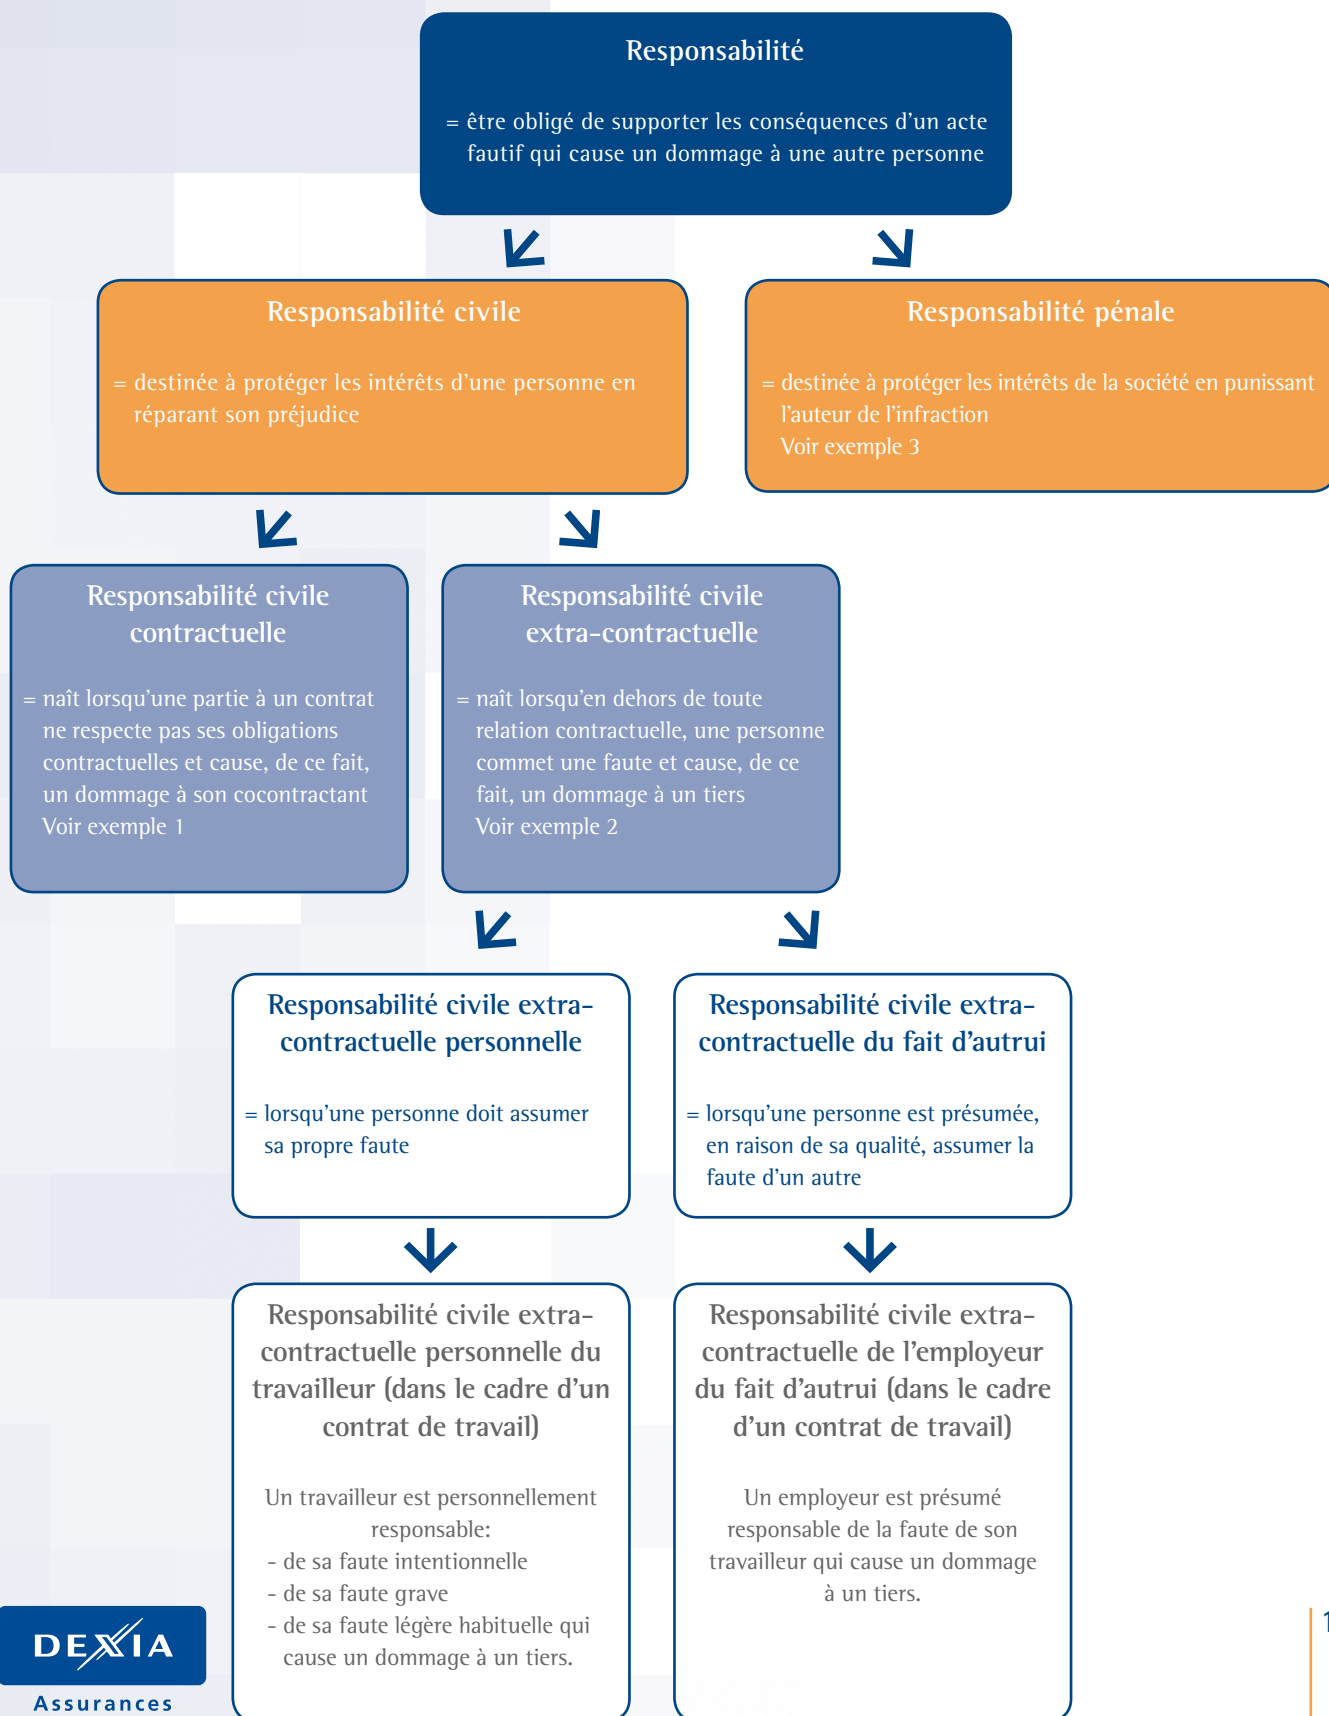 Responsabilité
= être obligé de supporter les conséquences d'un acte
fautif qui cause un dommage à une autre personne
Responsabilité civile
= destinée à protéger les intérêts d'une personne en
réparant son préjudice
Responsabilité pénale
= destinée à protéger les intérêts de la société en punissant
l'auteur de l'infraction
Voir exemple 3
Responsabilité civile
contractuelle
= naît lorsqu'une partie à un contrat
ne respecte pas ses obligations
contractuelles et cause, de ce fait,
un dommage à son cocontractant
Voir exemple 1
Responsabilité civile
extra-contractuelle
= naît lorsqu'en dehors de toute
relation contractuelle, une personne
commet une faute et cause, de ce
fait, un dommage à un tiers
Voir exemple 2
Responsabilité civile extra-
contractuelle personnelle
= lorsqu'une personne doit assumer
sa propre faute
Responsabilité civile extra-
contractuelle du fait d'autrui
= lorsqu'une personne est présumée,
en raison de sa qualité, assumer la
faute d'un autre
Responsabilité civile extra-
contractuelle personnelle du
travailleur (dans le cadre d'un
contrat de travail)
Un travailleur est personnellement
responsable:
- de sa faute intentionnelle
- de sa faute grave
- de sa faute légère habituelle qui
cause un dommage à un tiers.
Responsabilité civile extra-
contractuelle de l'employeur
du fait d'autrui (dans le cadre
d'un contrat de travail)
Un employeur est présumé
responsable de la faute de son
travailleur qui cause un dommage
à un tiers.
DEXIA
Assurances